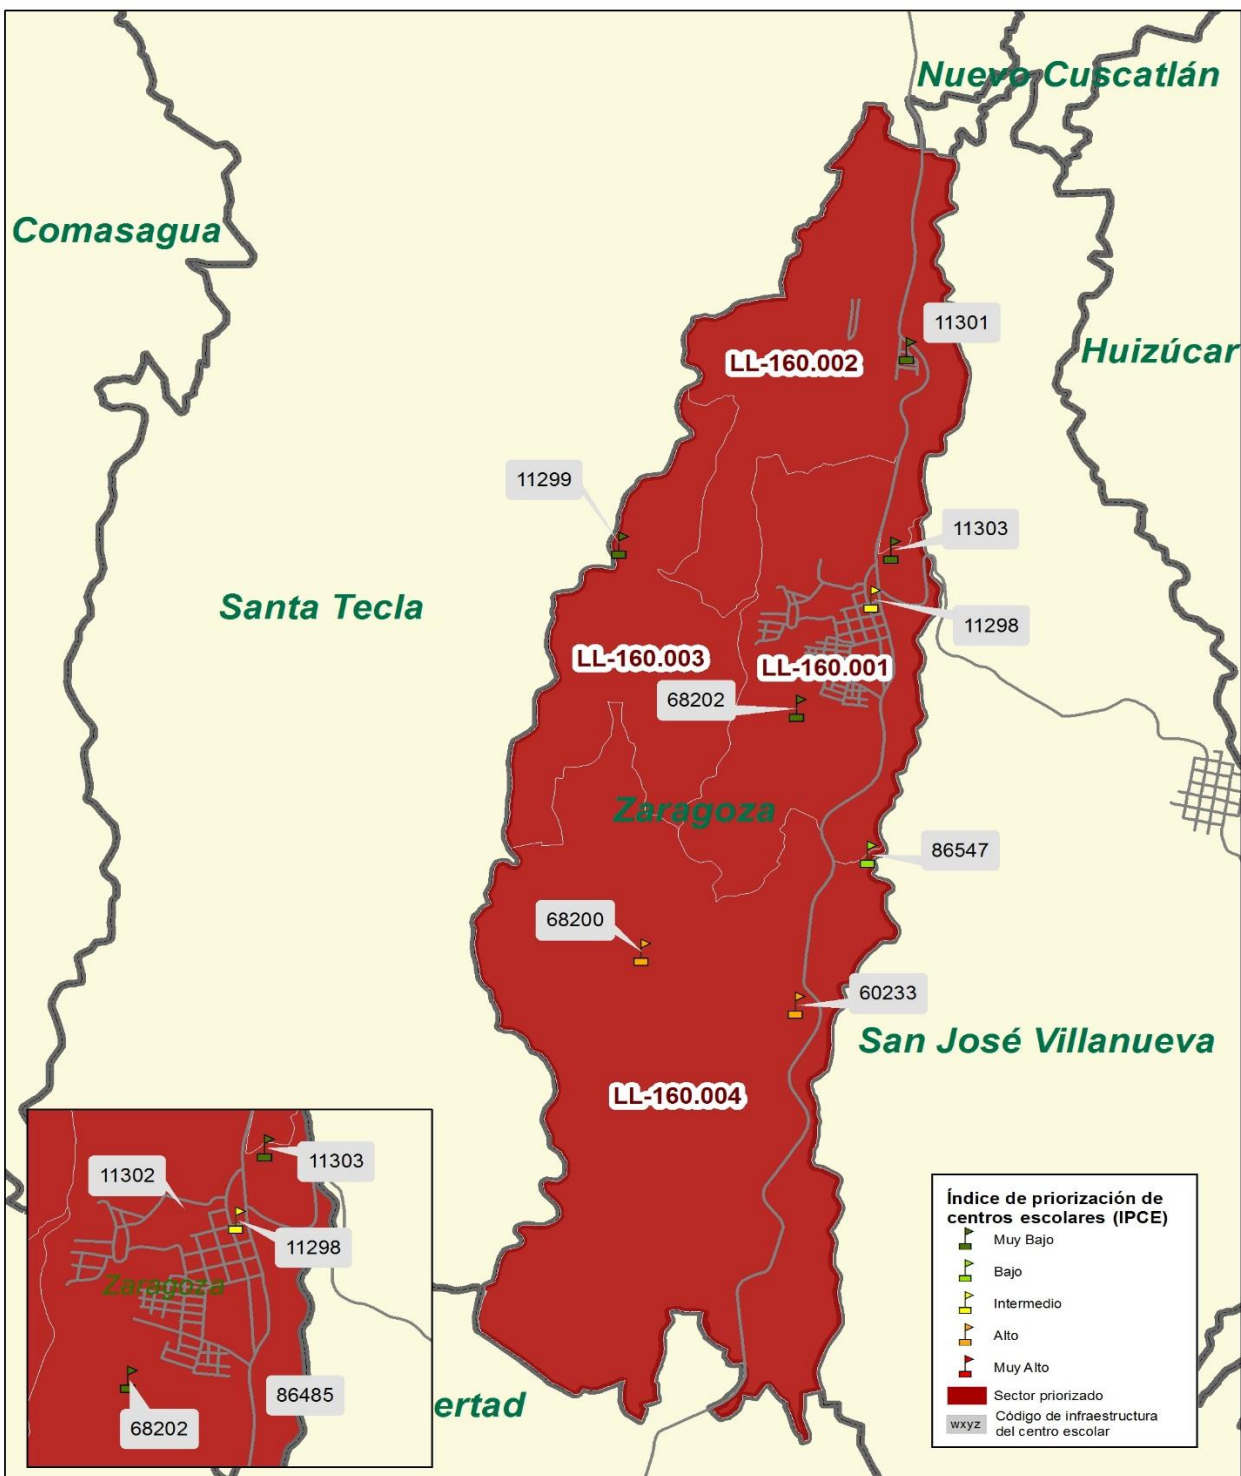 Nuevo Cuscatlán
Comasagua
11301
Huizúcar
LL-160.002
11299
11303
Santa Tecla
11298
LL-160.003
LL-160.001
68202
Zaragoza
86547
68200
60233
San José Villanueva
LL-160.004
11303
11302
11298
Zaragoza
86485
68202
ertad
Índice de priorización de
centros escolares (IPCE)
Muy Bajo
Bajo
Intermedio
Alto
Muy Alto
Sector priorizado
wxyz
Código de infraestructura
del centro escolar